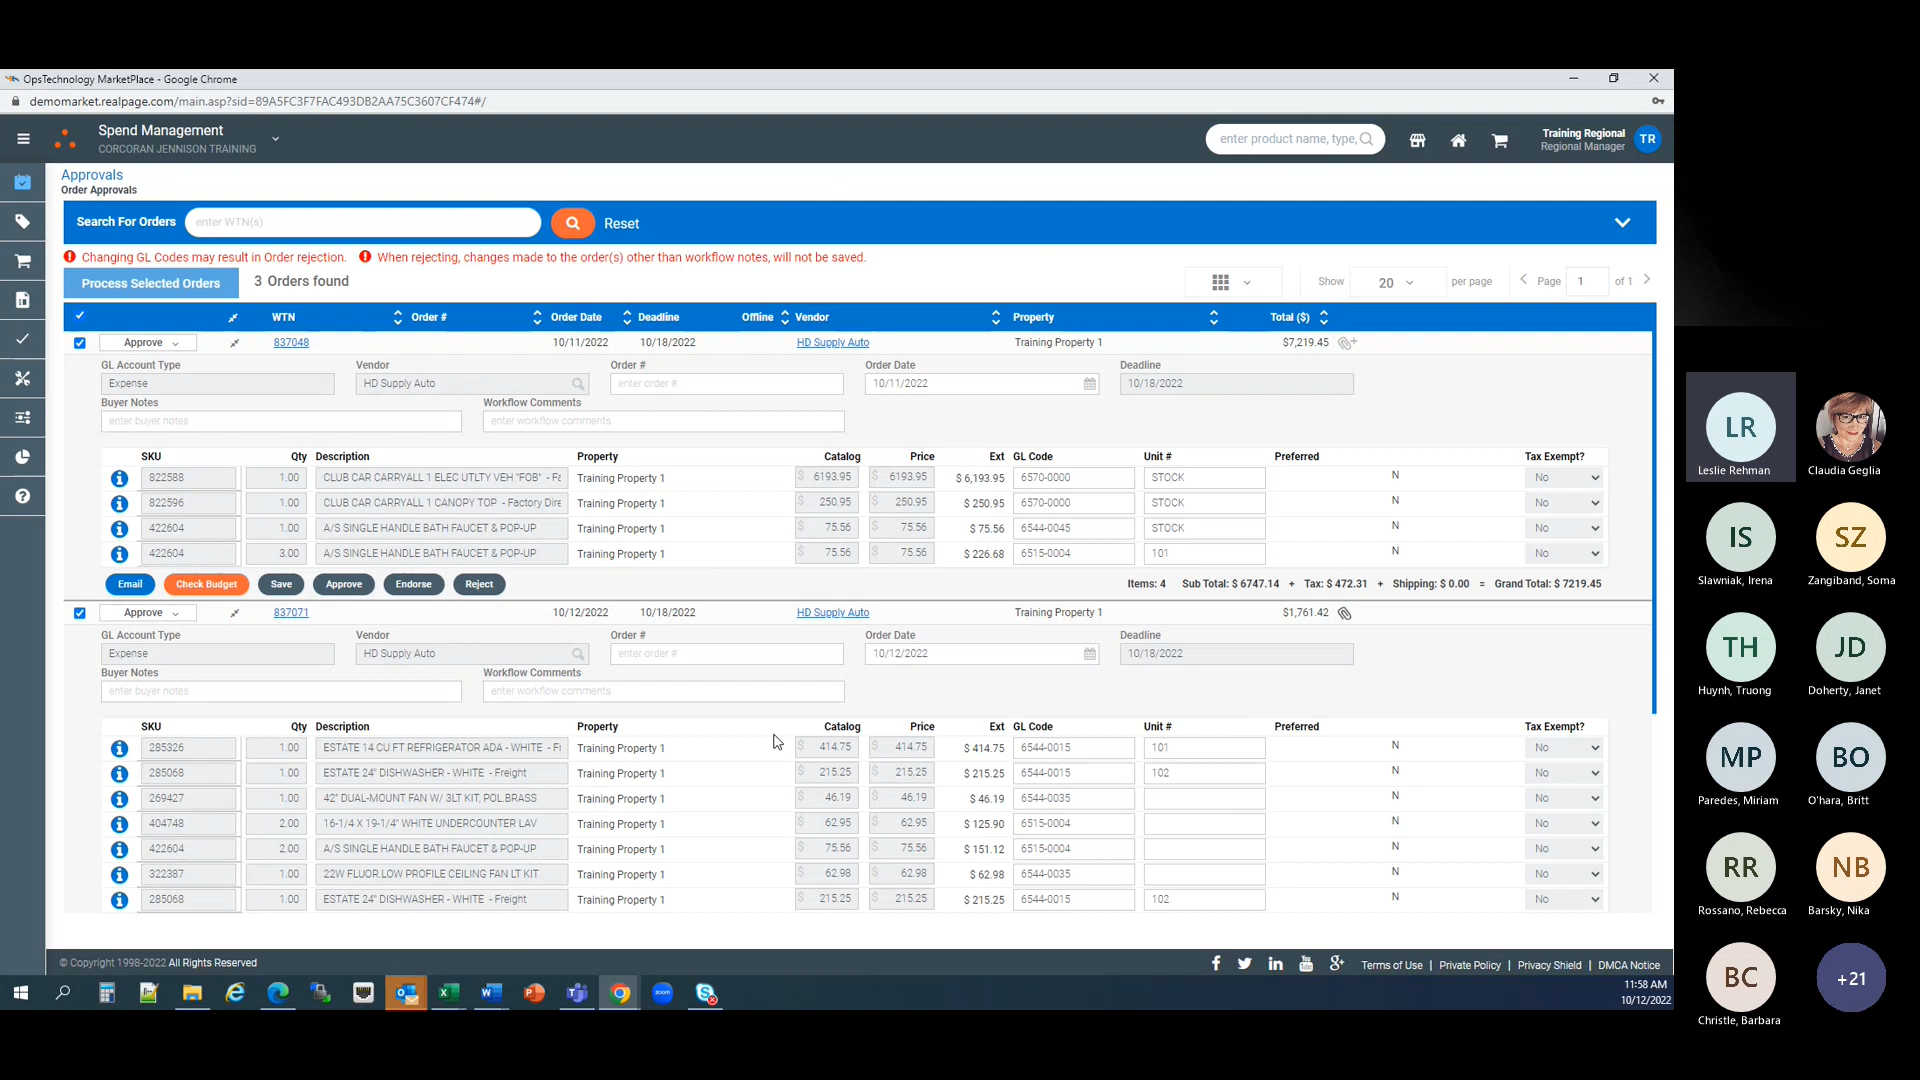 OpsTechnology MarketPlace - Google Chrome
demomarket.realpage.com/main.asp?sid=89A5FC3F7FAC493DB2AA75C3607CF474#/
Spend Management
CORCORAN JENNISON TRAINING
enter product name, type,
Training Regional
Regional Manager
TR
Approvals
Order Approvals
Search For Orders
enter WTN(s)
Reset
Changing GL Codes may result in Order rejection.
When rejecting, changes made to the order(s) other than workflow notes, will not be saved.
Process Selected Orders
3 Orders found
Show 20 per page Page 1 of 1
WTN Order # Order Date Deadline Offline Vendor Property Total ($)
Approve 837048 10/11/2022 10/18/2022 HD Supply Auto Training Property 1 $7,219.45
GL Account Type Vendor Order # Order Date Deadline
Expense HD Supply Auto enter order # 10/11/2022 10/18/2022
Buyer Notes Workflow Comments
enter buyer notes enter workflow comments
SKU Qty Description Property Catalog Price Ext GL Code Unit # Preferred Tax Exempt?
822588 1.00 CLUB CAR CARRYALL 1 ELEC UTLTY VEH "FOB" - Fa Training Property 1 $ 6193.95 $ 6193.95 $ 6,193.95 6570-0000 STOCK N No
822596 1.00 CLUB CAR CARRYALL 1 CANOPY TOP - Factory Dire Training Property 1 $ 250.95 $ 250.95 $ 250.95 6570-0000 STOCK N No
422604 1.00 A/S SINGLE HANDLE BATH FAUCET & POP-UP Training Property 1 $ 75.56 $ 75.56 $ 75.56 6544-0045 STOCK N No
422604 3.00 A/S SINGLE HANDLE BATH FAUCET & POP-UP Training Property 1 $ 75.56 $ 75.56 $ 226.68 6515-0004 101 N No
Email Check Budget Save Approve Endorse Reject
Items: 4 Sub Total: $ 6747.14 + Tax: $ 472.31 + Shipping: $ 0.00 = Grand Total: $ 7219.45
Approve 837071 10/12/2022 10/18/2022 HD Supply Auto Training Property 1 $1,761.42
GL Account Type Vendor Order # Order Date Deadline
Expense HD Supply Auto enter order # 10/12/2022 10/18/2022
Buyer Notes Workflow Comments
enter buyer notes enter workflow comments
SKU Qty Description Property Catalog Price Ext GL Code Unit # Preferred Tax Exempt?
285326 1.00 ESTATE 14 CU FT REFRIGERATOR ADA - WHITE - Fr Training Property 1 $ 414.75 $ 414.75 $ 414.75 6544-0015 101 N No
285068 1.00 ESTATE 24" DISHWASHER - WHITE - Freight Training Property 1 $ 215.25 $ 215.25 $ 215.25 6544-0015 102 N No
269427 1.00 42" DUAL-MOUNT FAN W/ 3LT KIT, POL.BRASS Training Property 1 $ 46.19 $ 46.19 $ 46.19 6544-0035 N No
404748 2.00 16-1/4 X 19-1/4" WHITE UNDERCOUNTER LAV Training Property 1 $ 62.95 $ 62.95 $ 125.90 6515-0004 N No
422604 2.00 A/S SINGLE HANDLE BATH FAUCET & POP-UP Training Property 1 $ 75.56 $ 75.56 $ 151.12 6515-0004 N No
322387 1.00 22W FLUOR.LOW PROFILE CEILING FAN LT KIT Training Property 1 $ 62.98 $ 62.98 $ 62.98 6544-0035 N No
285068 1.00 ESTATE 24" DISHWASHER - WHITE - Freight Training Property 1 $ 215.25 $ 215.25 $ 215.25 6544-0015 102 N No
© Copyright 1998-2022 All Rights Reserved
Terms of Use | Private Policy | Privacy Shield | DMCA Notice
11:58 AM
10/12/2022
LR
Leslie Rehman
Claudia Geglia
IS
Slawniak, Irena
SZ
Zangiband, Soma
TH
Huynh, Truong
JD
Doherty, Janet
MP
Paredes, Miriam
BO
O'hara, Britt
RR
Rossano, Rebecca
NB
Barsky, Nika
BC
Christle, Barbara
+21